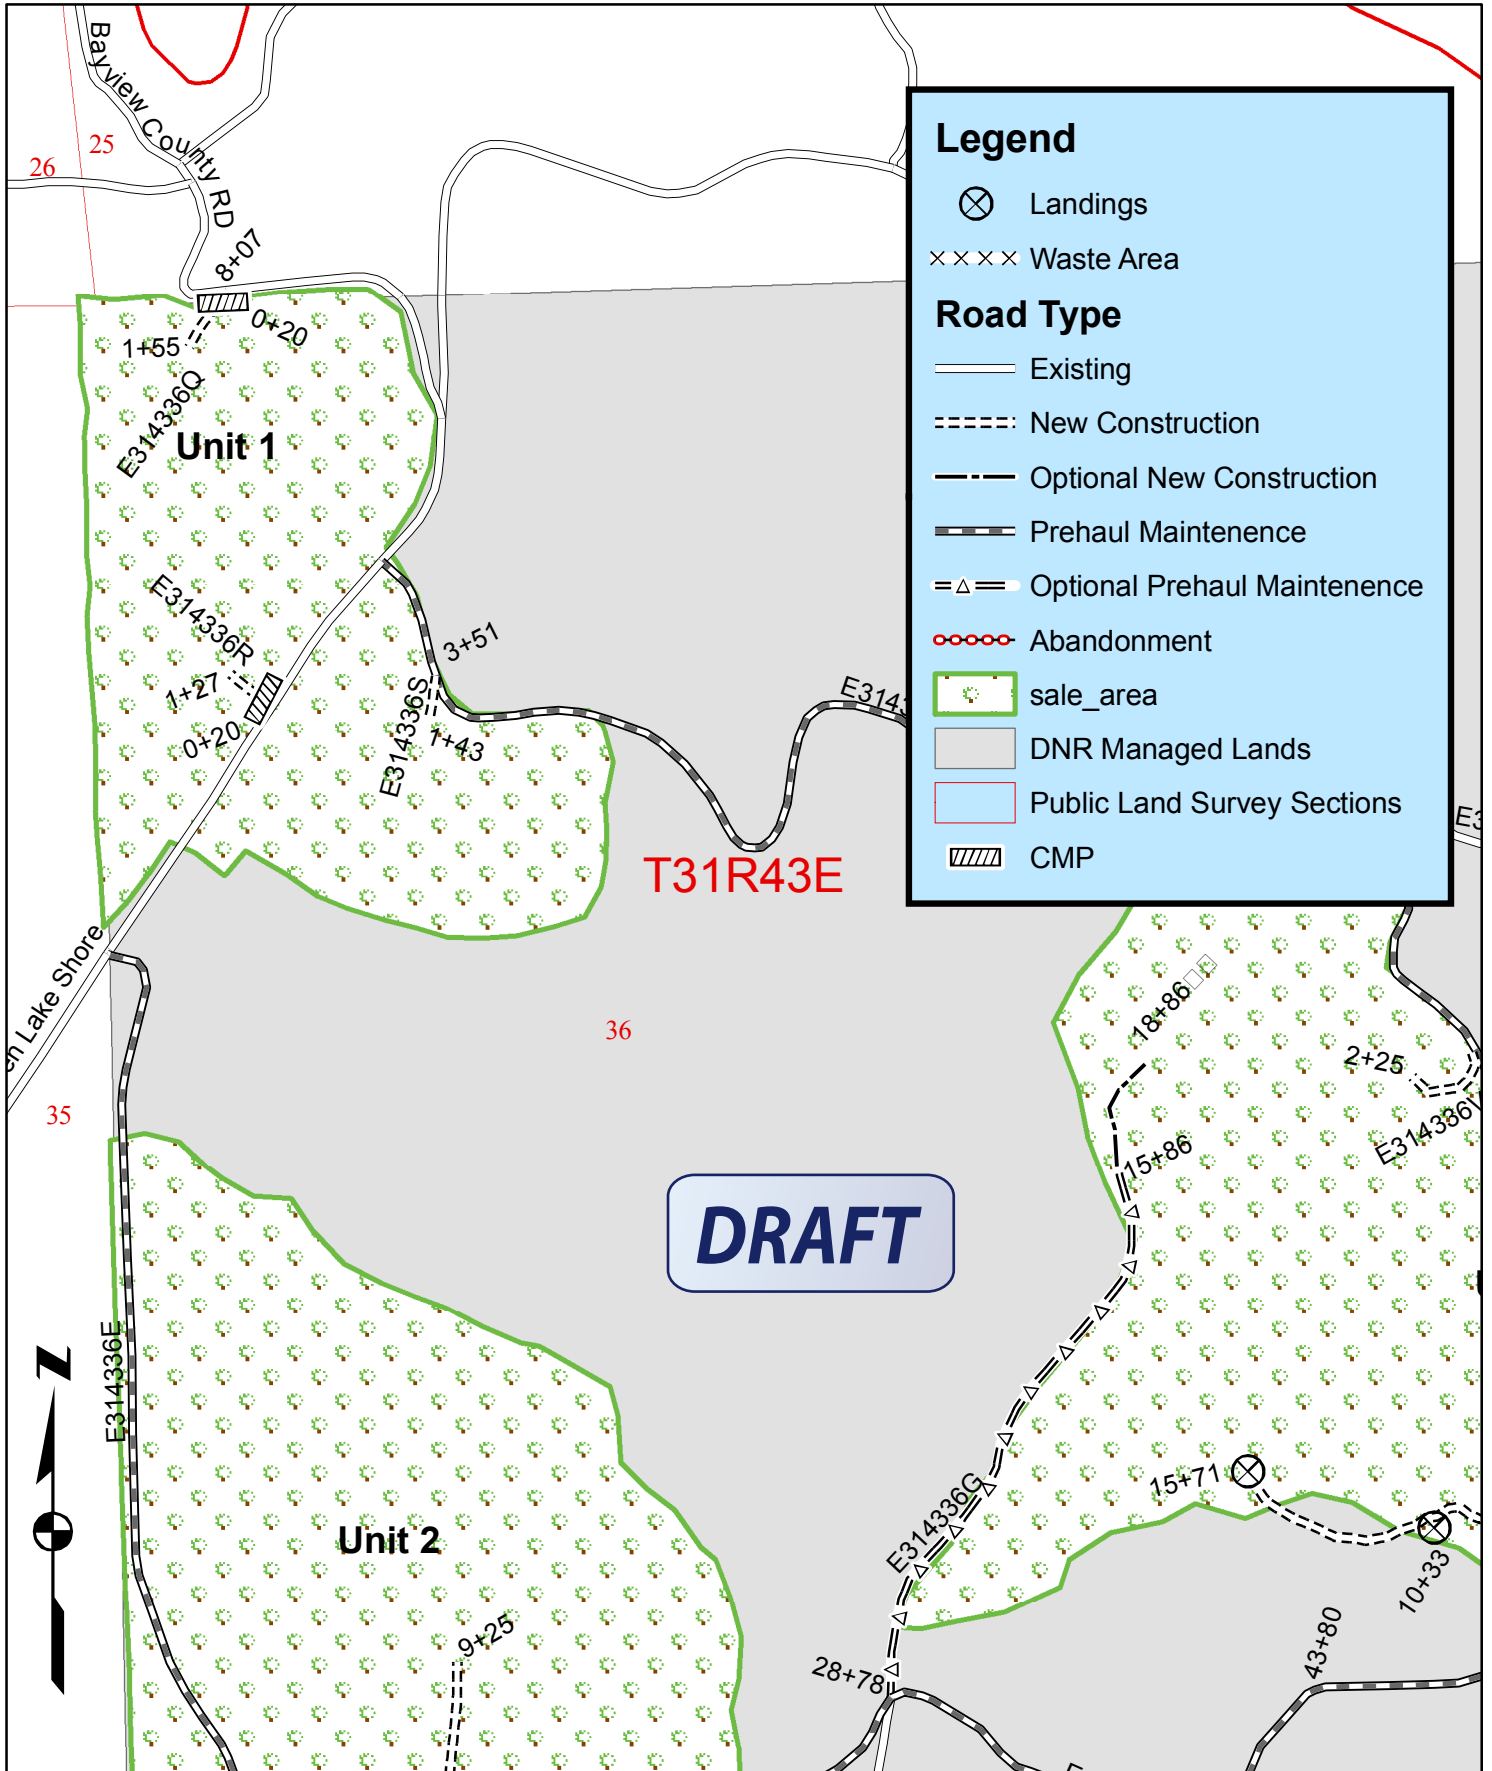 Bayview County RD
25
26
8+07
0+20
1+55
E314336Q
Unit 1
E314336R
1+27
0+20
3+51
E314336S
1+43
T31R43E
Lake Shore
36
35
18+86
15+86
2+25
E314336
DRAFT
E314336E
Unit 2
E314336G
15+71
10+33
9+25
28+78
43+80
Legend
Landings
Waste Area
Road Type
Existing
New Construction
Optional New Construction
Prehaul Maintenence
Optional Prehaul Maintenence
Abandonment
sale_area
DNR Managed Lands
Public Land Survey Sections
CMP